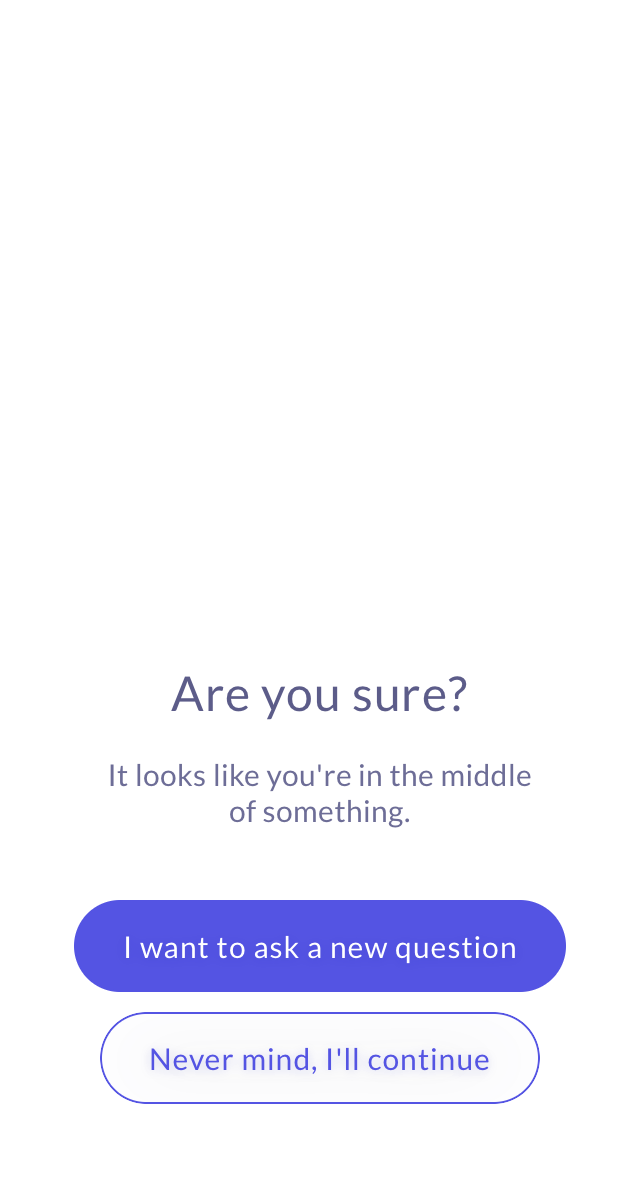 Are you sure?
It looks like you're in the middle
of something.
I want to ask a new question
Never mind, I'll continue